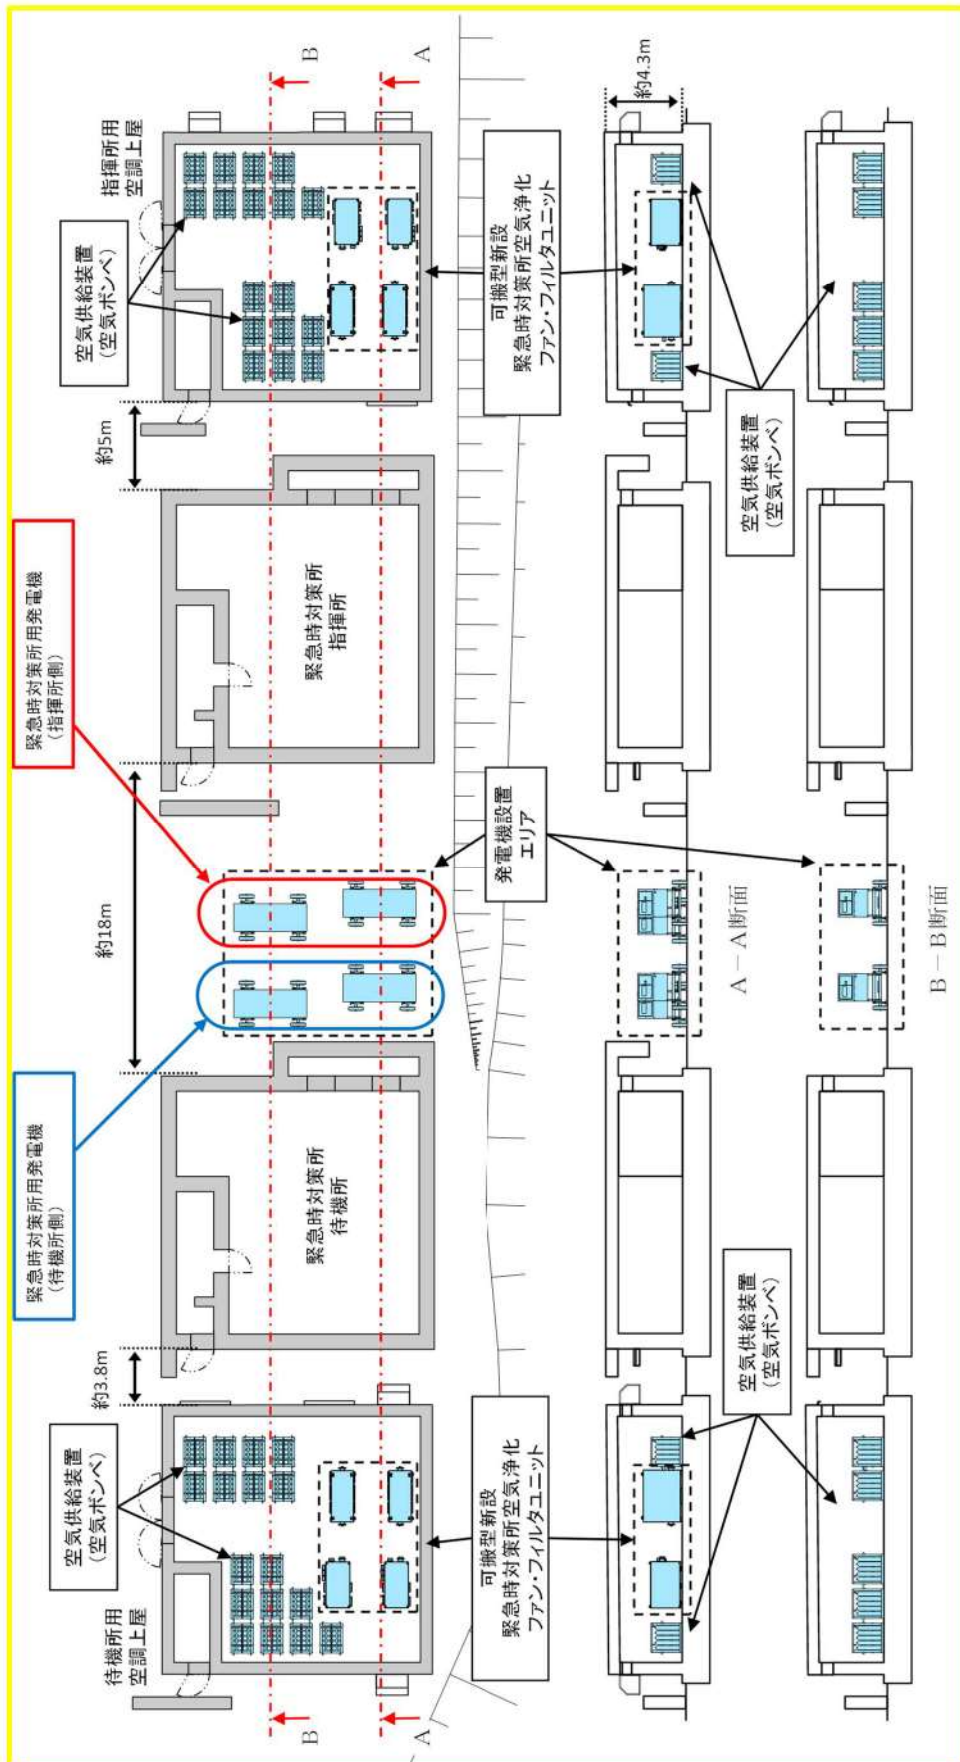 緊急時対策所用発電機
(待機所側)
緊急時対策所用発電機
(指揮所側)
待機所用
空調上屋
空気供給装置
(空気ボンベ)
約3.8m
約18m
約5m
空気供給装置
(空気ボンベ)
指揮所用
空調上屋
B
B
緊急時対策所
待機所
緊急時対策所
指揮所
A
A
可搬型新設
緊急時対策所空気浄化
ファン・フィルタユニット
発電機設置
エリア
可搬型新設
緊急時対策所空気浄化
ファン・フィルタユニット
約4.3m
A-A断面
空気供給装置
(空気ボンベ)
空気供給装置
(空気ボンベ)
B-B断面